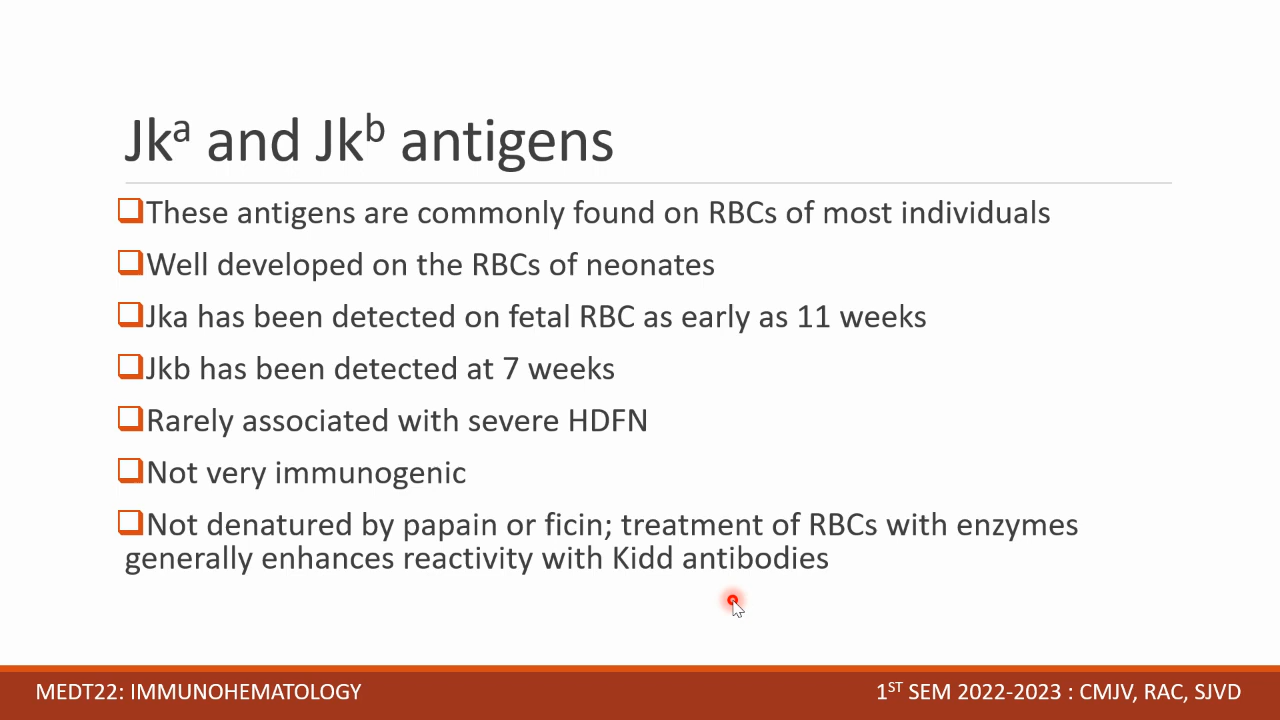 Jkᵃ and Jkᵇ antigens
These antigens are commonly found on RBCs of most individuals
Well developed on the RBCs of neonates
Jka has been detected on fetal RBC as early as 11 weeks
Jkb has been detected at 7 weeks
Rarely associated with severe HDFN
Not very immunogenic
Not denatured by papain or ficin; treatment of RBCs with enzymes
generally enhances reactivity with Kidd antibodies
MEDT22: IMMUNOHEMATOLOGY
1ST SEM 2022-2023 : CMJV, RAC, SJVD